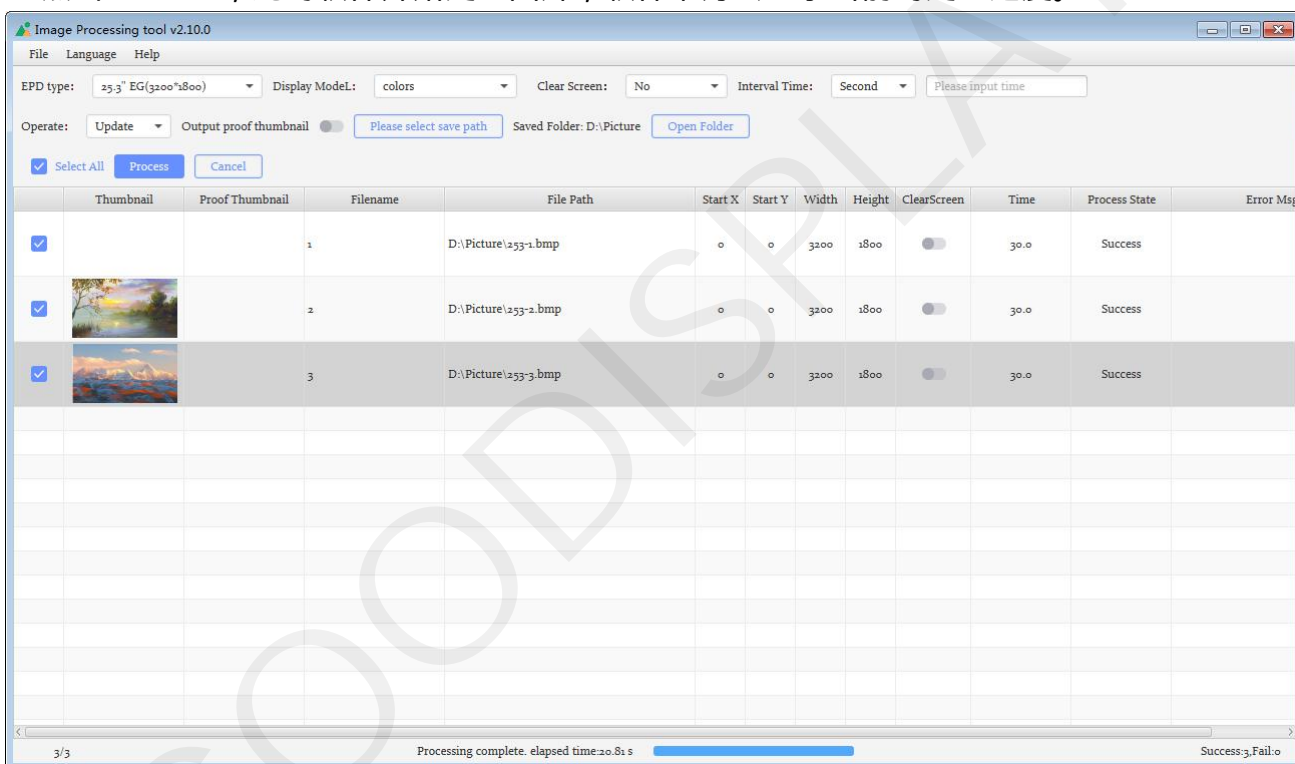 Image Processing tool v2.10.0
File Language Help
EPD type: 25.3" EG(3200*1800) Display ModeL: colors Clear Screen: No Interval Time: Second Please input time
Operate: Update Output proof thumbnail Please select save path Saved Folder: D:\Picture Open Folder
Select All Process Cancel
Thumbnail Proof Thumbnail Filename File Path Start X Start Y Width Height ClearScreen Time Process State Error Msg
1 D:\Picture\253-1.bmp 0 0 3200 1800 30.0 Success
2 D:\Picture\253-2.bmp 0 0 3200 1800 30.0 Success
3 D:\Picture\253-3.bmp 0 0 3200 1800 30.0 Success
3/3 Processing complete. elapsed time:20.81 s Success:3,Fail:0
GOODISPLAY